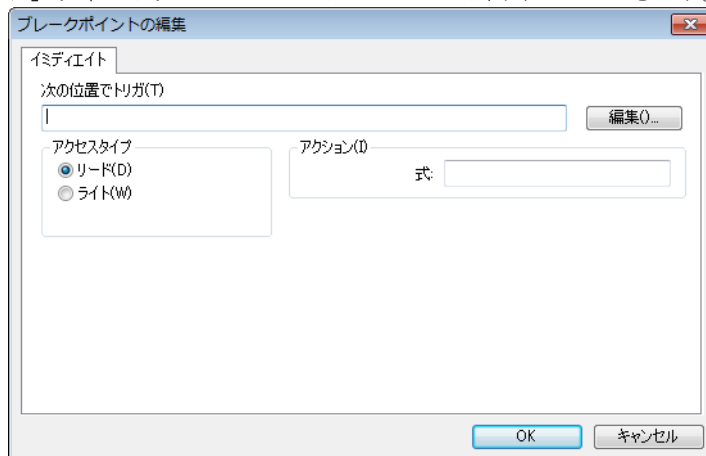 ブレークポイントの編集
イミディエイト
次の位置でトリガ(T)
編集()...
アクセスタイプ
アクション(I)
リード(D)
式:
ライト(W)
OK
キャンセル